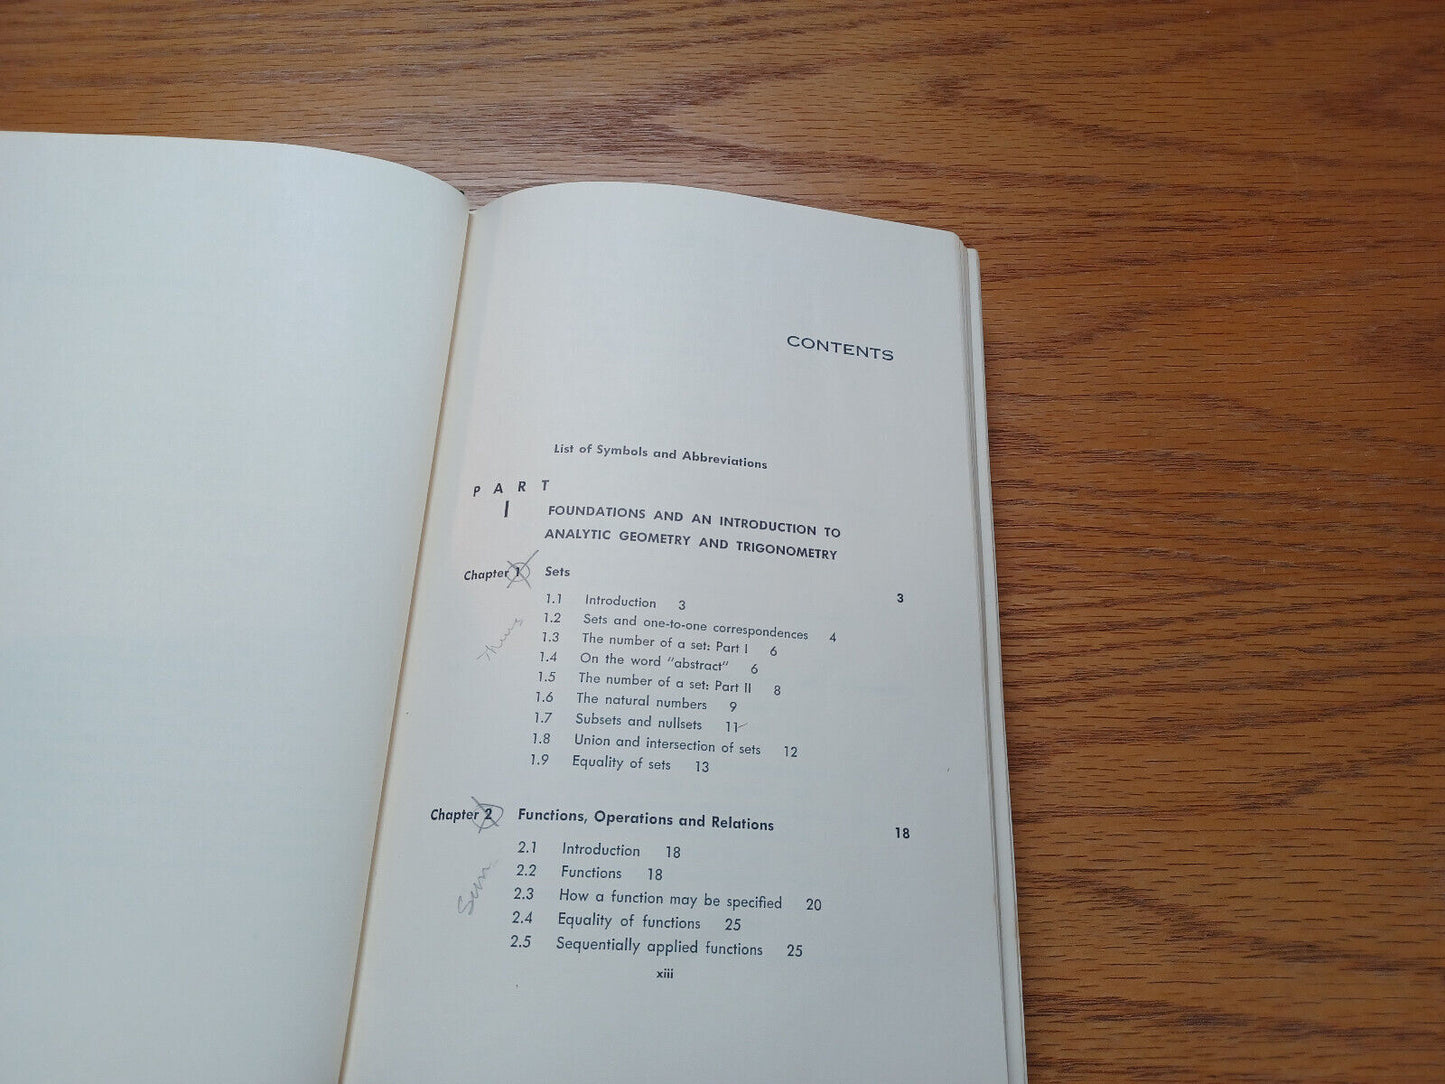 CONTENTS
List of Symbols and Abbreviations
PART
I FOUNDATIONS AND AN INTRODUCTION TO
ANALYTIC GEOMETRY AND TRIGONOMETRY
Chapter 1 Sets 3
1.1 Introduction 3
1.2 Sets and one-to-one correspondences 4
1.3 The number of a set: Part I 6
1.4 On the word "abstract" 6
1.5 The number of a set: Part II 8
1.6 The natural numbers 9
1.7 Subsets and nullsets 11
1.8 Union and intersection of sets 12
1.9 Equality of sets 13
Chapter 2 Functions, Operations and Relations 18
2.1 Introduction 18
2.2 Functions 18
2.3 How a function may be specified 20
2.4 Equality of functions 25
2.5 Sequentially applied functions 25
xiii